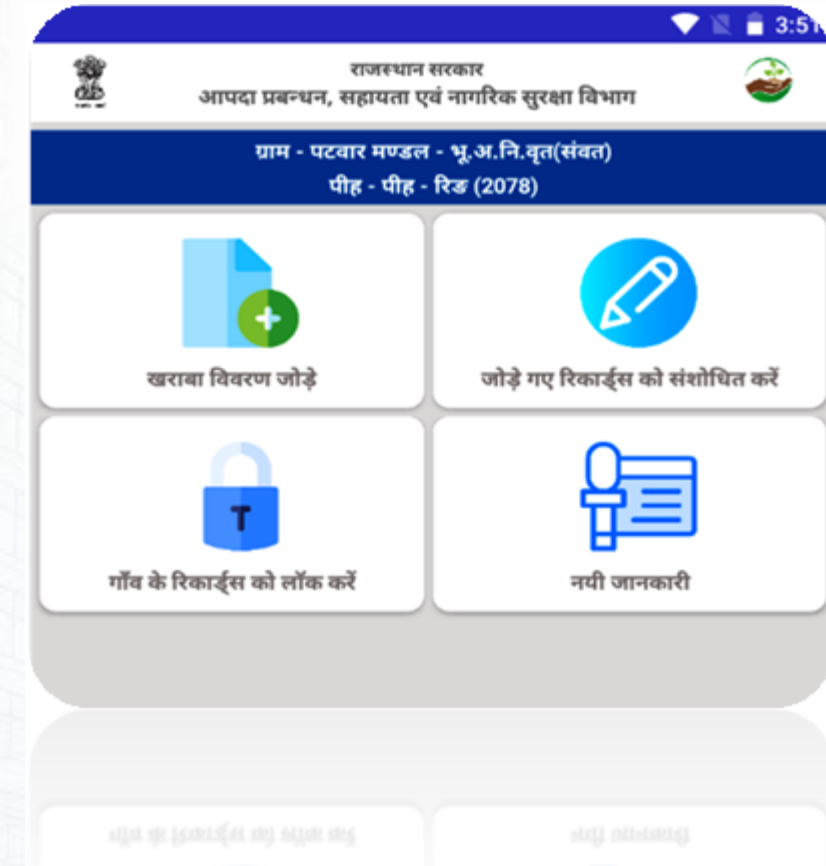 3:51
राजस्थान सरकार
आपदा प्रबन्धन, सहायता एवं नागरिक सुरक्षा विभाग
ग्राम - पटवार मण्डल - भू.अ.नि.वृत(संवत)
पीह - पीह - रिङ (2078)
खराबा विवरण जोड़े
जोड़े गए रिकार्ड्स को संशोधित करें
T
गाँव के रिकार्ड्स को लॉक करें
नयी जानकारी